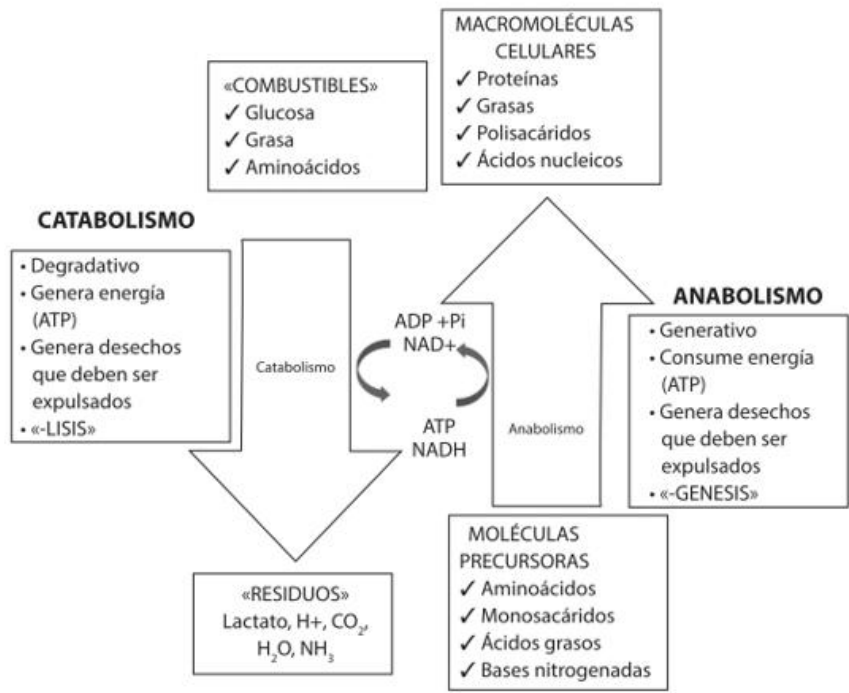 «COMBUSTIBLES»
✓ Glucosa
✓ Grasa
✓ Aminoácidos
MACROMOLÉCULAS
CELULARES
✓ Proteínas
✓ Grasas
✓ Polisacáridos
✓ Ácidos nucleicos
CATABOLISMO
• Degradativo
• Genera energía
(ATP)
• Genera desechos
que deben ser
expulsados
• «-LISIS»
Catabolismo
ADP +Pi
NAD+
ATP
NADH
Anabolismo
ANABOLISMO
• Generativo
• Consume energía
(ATP)
• Genera desechos
que deben ser
expulsados
• «-GENESIS»
«RESIDUOS»
Lactato, H+, CO₂,
H₂O, NH₃
MOLÉCULAS
PRECURSORAS
✓ Aminoácidos
✓ Monosacáridos
✓ Ácidos grasos
✓ Bases nitrogenadas